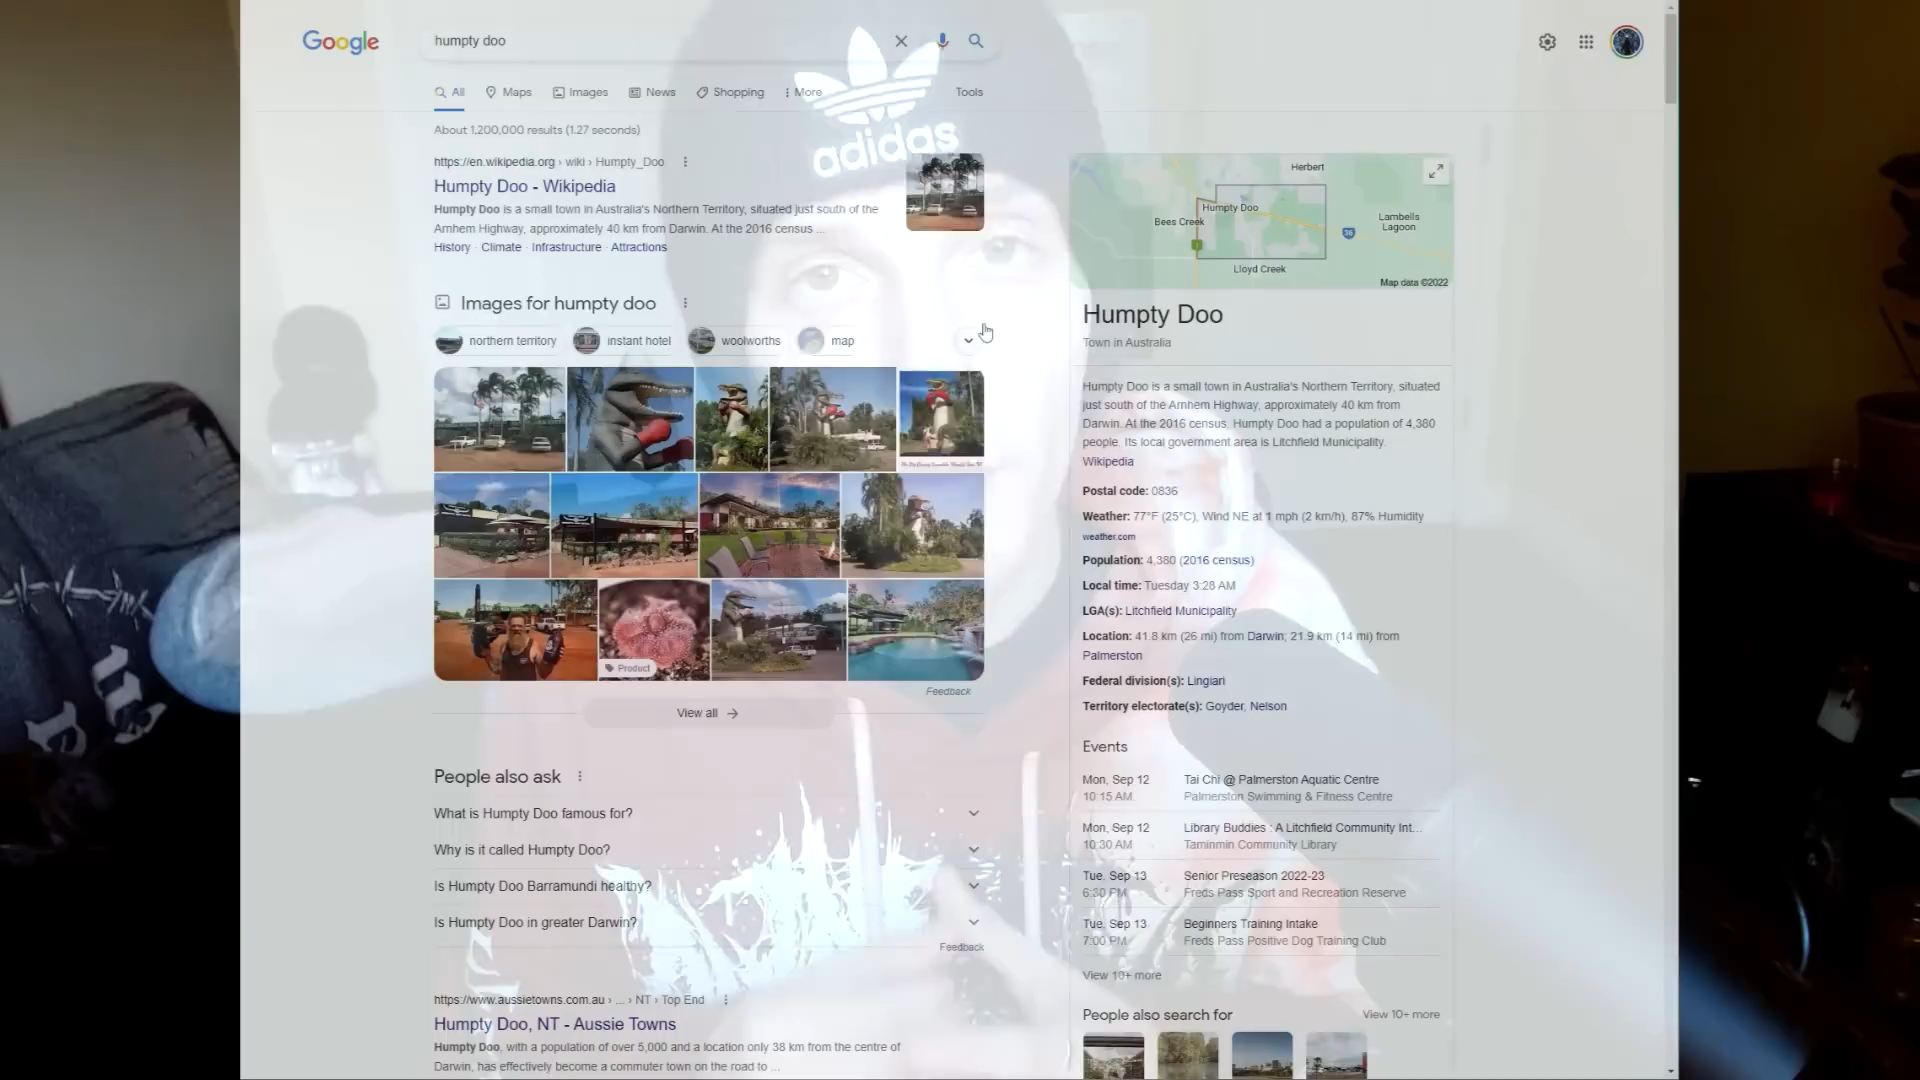 Google
humpty doo
All
Maps
Images
News
Shopping
More
Tools
About 1,200,000 results (1.27 seconds)
https://en.wikipedia.org › wiki › Humpty_Doo
Humpty Doo - Wikipedia
Humpty Doo is a small town in Australia's Northern Territory, situated just south of the
Arnhem Highway, approximately 40 km from Darwin. At the 2016 census ...
History · Climate · Infrastructure · Attractions
adidas
Images for humpty doo
northern territory
instant hotel
woolworths
map
Product
Feedback
View all
People also ask
What is Humpty Doo famous for?
Why is it called Humpty Doo?
Is Humpty Doo Barramundi healthy?
Is Humpty Doo in greater Darwin?
Feedback
https://www.aussietowns.com.au › ... › NT › Top End
Humpty Doo, NT - Aussie Towns
Humpty Doo, with a population of over 5,000 and a location only 38 km from the centre of
Darwin, has effectively become a commuter town on the road to ...
Herbert
Humpty Doo
Bees Creek
Lambells
Lagoon
36
1
Lloyd Creek
Map data ©2022
Humpty Doo
Town in Australia
Humpty Doo is a small town in Australia's Northern Territory, situated
just south of the Arnhem Highway, approximately 40 km from
Darwin. At the 2016 census, Humpty Doo had a population of 4,380
people. Its local government area is Litchfield Municipality.
Wikipedia
Postal code: 0836
Weather: 77°F (25°C), Wind NE at 1 mph (2 km/h), 87% Humidity
weather.com
Population: 4,380 (2016 census)
Local time: Tuesday 3:28 AM
LGA(s): Litchfield Municipality
Location: 41.8 km (26 mi) from Darwin; 21.9 km (14 mi) from
Palmerston
Federal division(s): Lingiari
Territory electorate(s): Goyder, Nelson
Events
Mon, Sep 12
10:15 AM
Tai Chi @ Palmerston Aquatic Centre
Palmerston Swimming & Fitness Centre
Mon, Sep 12
10:30 AM
Library Buddies : A Litchfield Community Int...
Taminmin Community Library
Tue, Sep 13
6:30 PM
Senior Preseason 2022-23
Freds Pass Sport and Recreation Reserve
Tue, Sep 13
7:00 PM
Beginners Training Intake
Freds Pass Positive Dog Training Club
View 10+ more
People also search for
View 10+ more